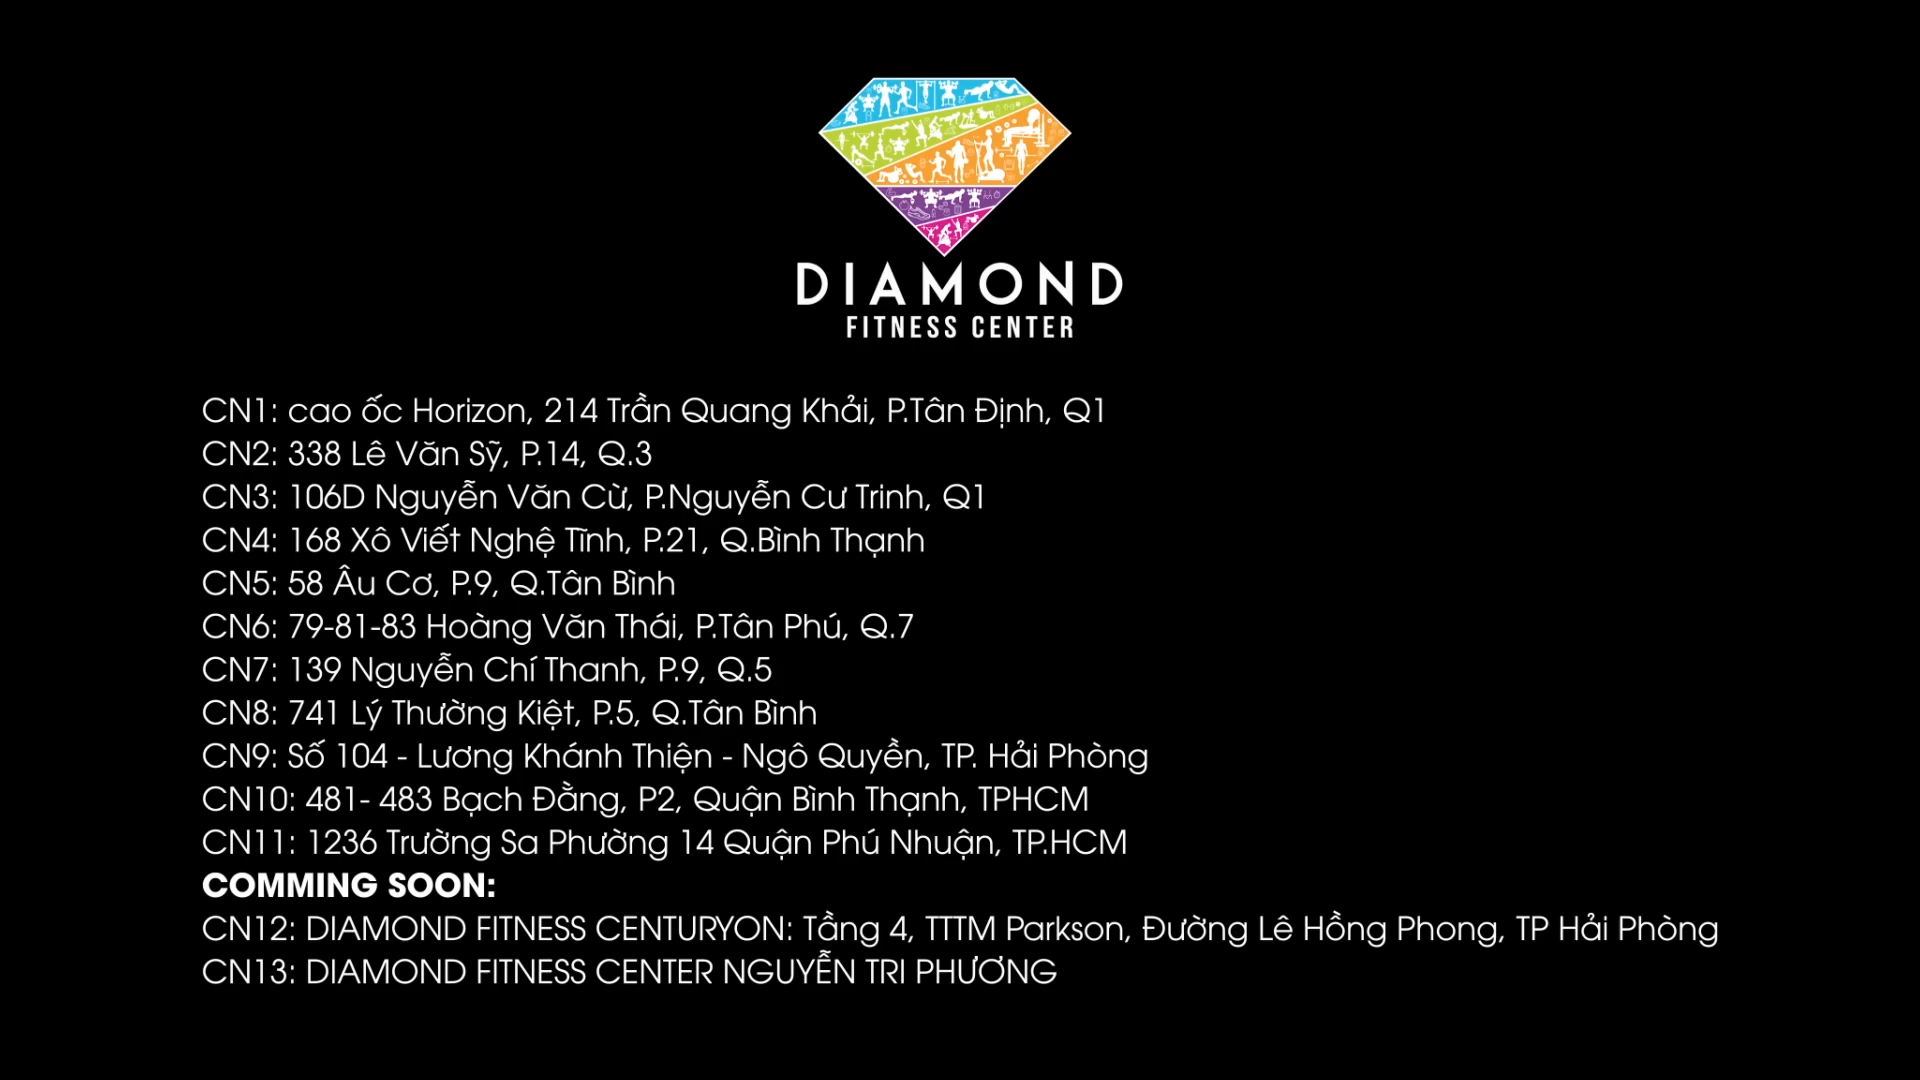 DIAMOND
FITNESS CENTER
CN1: cao ốc Horizon, 214 Trần Quang Khải, P.Tân Định, Q1
CN2: 338 Lê Văn Sỹ, P.14, Q.3
CN3: 106D Nguyễn Văn Cừ, P.Nguyễn Cư Trinh, Q1
CN4: 168 Xô Viết Nghệ Tĩnh, P.21, Q.Bình Thạnh
CN5: 58 Âu Cơ, P.9, Q.Tân Bình
CN6: 79-81-83 Hoàng Văn Thái, P.Tân Phú, Q.7
CN7: 139 Nguyễn Chí Thanh, P.9, Q.5
CN8: 741 Lý Thường Kiệt, P.5, Q.Tân Bình
CN9: Số 104 - Lương Khánh Thiện - Ngô Quyền, TP. Hải Phòng
CN10: 481- 483 Bạch Đằng, P2, Quận Bình Thạnh, TPHCM
CN11: 1236 Trường Sa Phường 14 Quận Phú Nhuận, TP.HCM
COMMING SOON:
CN12: DIAMOND FITNESS CENTURYON: Tầng 4, TTTM Parkson, Đường Lê Hồng Phong, TP Hải Phòng
CN13: DIAMOND FITNESS CENTER NGUYỄN TRI PHƯƠNG